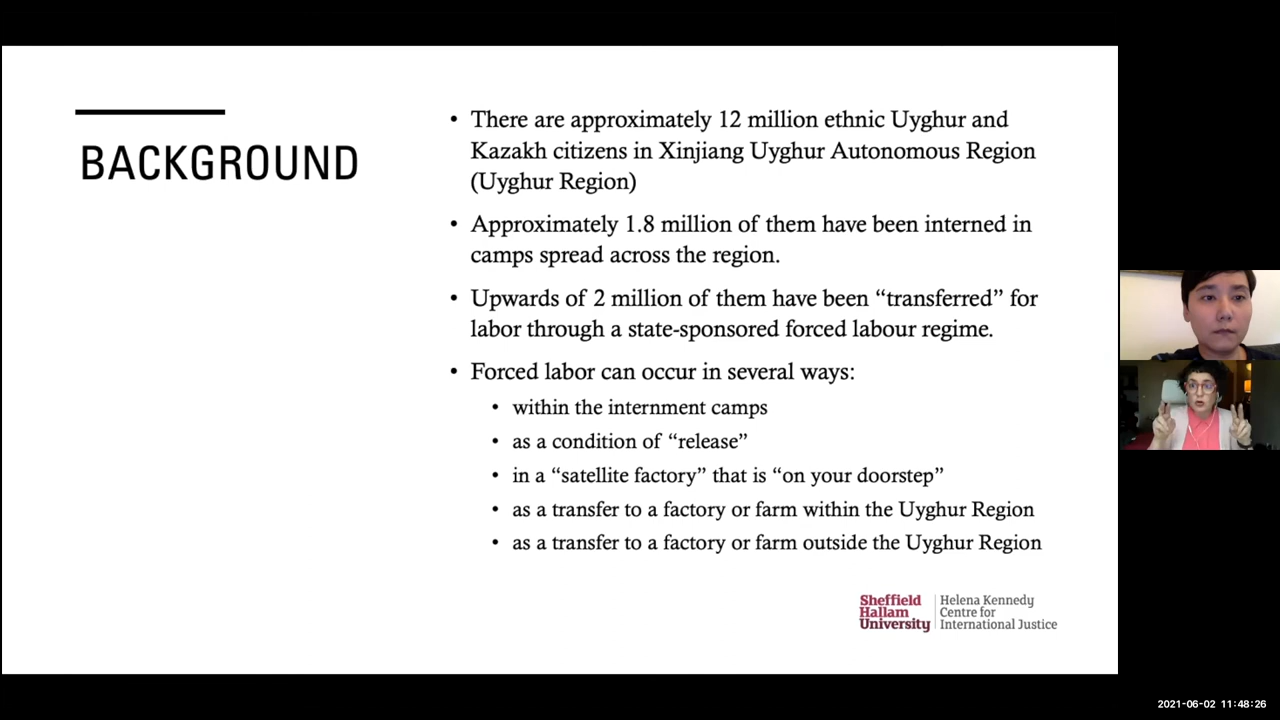 BACKGROUND
• There are approximately 12 million ethnic Uyghur and
Kazakh citizens in Xinjiang Uyghur Autonomous Region
(Uyghur Region)
• Approximately 1.8 million of them have been interned in
camps spread across the region.
• Upwards of 2 million of them have been “transferred” for
labor through a state-sponsored forced labour regime.
• Forced labor can occur in several ways:
• within the internment camps
• as a condition of “release”
• in a “satellite factory” that is “on your doorstep”
• as a transfer to a factory or farm within the Uyghur Region
• as a transfer to a factory or farm outside the Uyghur Region
Sheffield
Hallam
University
Helena Kennedy
Centre for
International Justice
2021-06-02 11:48:26